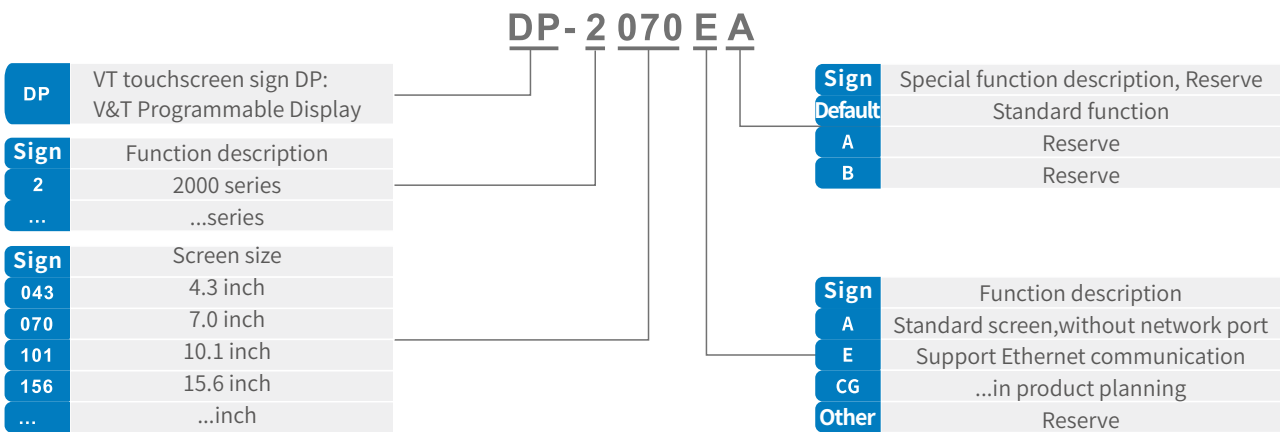 DP- 2 070 E A
DP VT touchscreen sign DP:
V&T Programmable Display
Sign Function description
2 2000 series
... ...series
Sign Screen size
043 4.3 inch
070 7.0 inch
101 10.1 inch
156 15.6 inch
... ...inch
Sign Special function description, Reserve
Default Standard function
A Reserve
B Reserve
Sign Function description
A Standard screen,without network port
E Support Ethernet communication
CG ...in product planning
Other Reserve